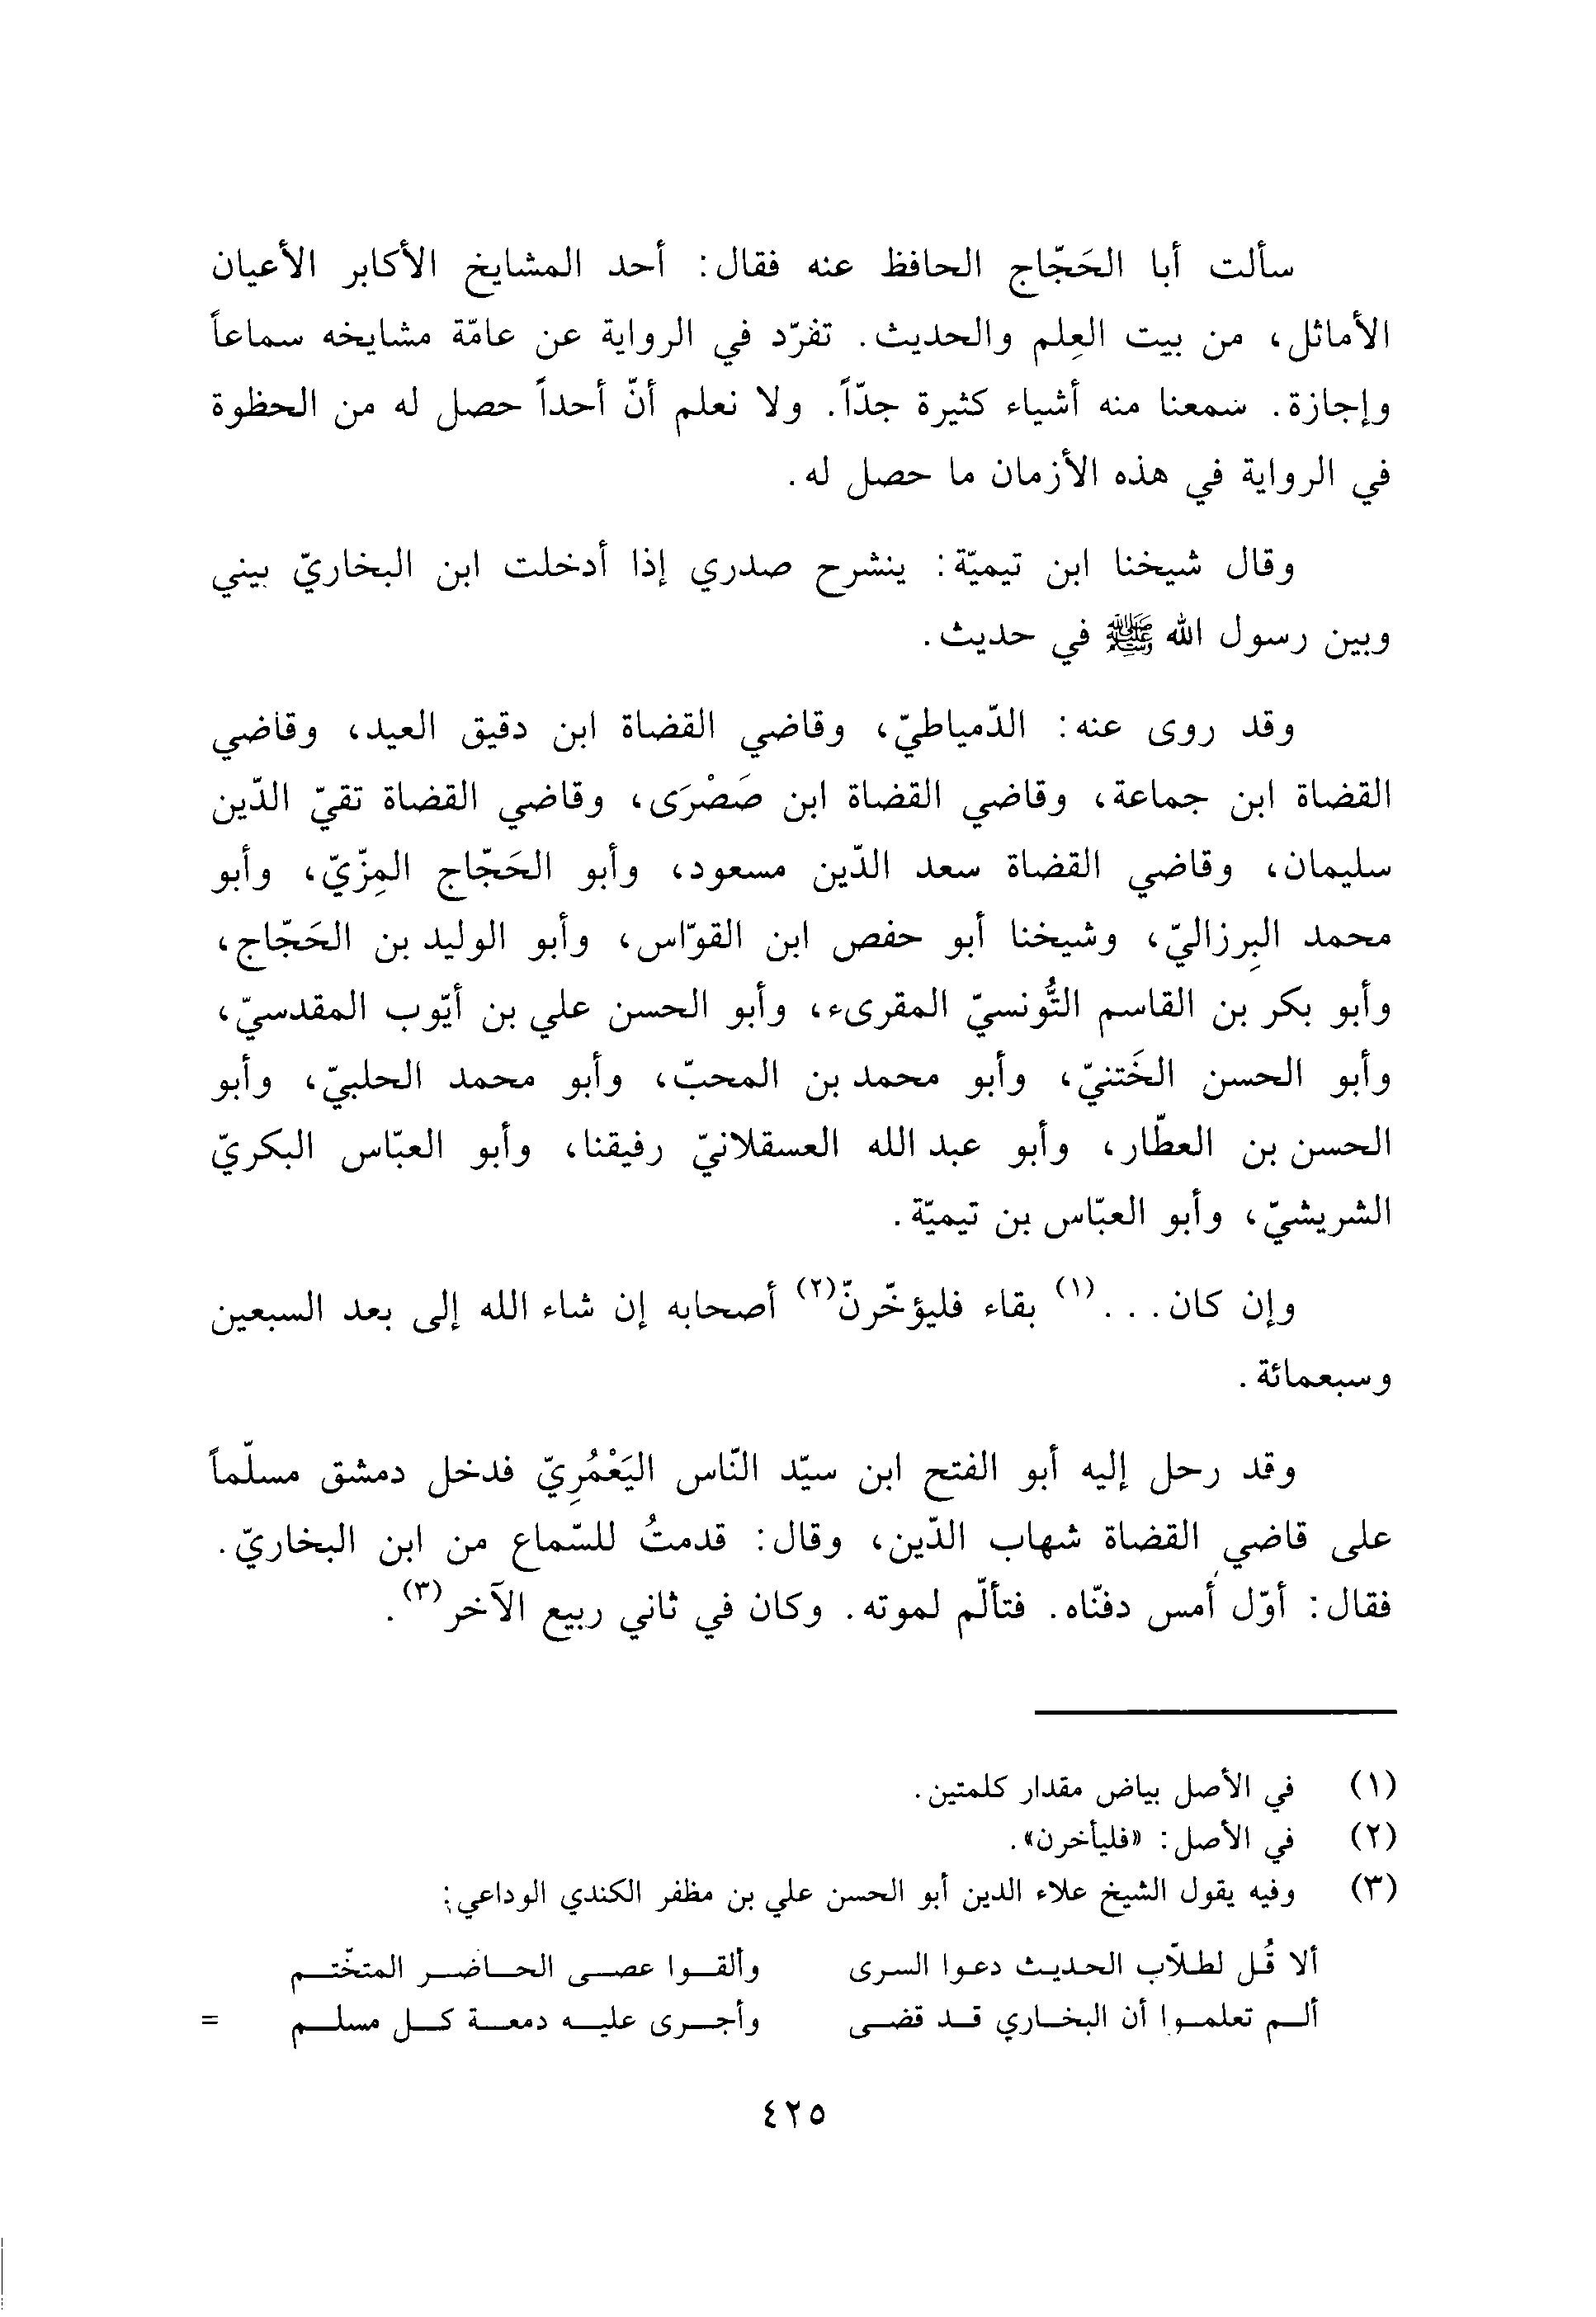 سألت أبا الحَجّاج الحافظ عنه فقال: أحد المشايخ الأكابر الأعيان
الأماثل، من بيت العِلم والحديث. تفرّد في الرواية عن عامّة مشايخه سماعاً
وإجازة. سمعنا منه أشياء كثيرة جدّاً. ولا نعلم أنّ أحداً حصل له من الحظوة
في الرواية في هذه الأزمان ما حصل له.
وقال شيخنا ابن تيميّة: ينشرح صدري إذا أدخلت ابن البخاريّ بيني
وبين رسول الله ﷺ في حديث.
وقد روى عنه: الدّمياطيّ، وقاضي القضاة ابن دقيق العيد، وقاضي
القضاة ابن جماعة، وقاضي القضاة ابن صَصْرَى، وقاضي القضاة تقيّ الدّين
سليمان، وقاضي القضاة سعد الدّين مسعود، وأبو الحَجّاج المِزّيّ، وأبو
محمد البِرزاليّ، وشيخنا أبو حفص ابن القوّاس، وأبو الوليد بن الحَجّاج،
وأبو بكر بن القاسم التُّونسيّ المقرىء، وأبو الحسن علي بن أيّوب المقدسيّ،
وأبو الحسن الخَتنيّ، وأبو محمد بن المحبّ، وأبو محمد الحلبيّ، وأبو
الحسن بن العطّار، وأبو عبد الله العسقلانيّ رفيقنا، وأبو العبّاس البكريّ
الشريشيّ، وأبو العبّاس بن تيميّة.
وإن كان...(١) بقاء فليؤخّرنّ(٢) أصحابه إن شاء الله إلى بعد السبعين
وسبعمائة.
وقد رحل إليه أبو الفتح ابن سيّد النّاس اليَعْمُرِيّ فدخل دمشق مسلّماً
على قاضي القضاة شهاب الدّين، وقال: قدمتُ للسّماع من ابن البخاريّ.
فقال: أوّل أمس دفنّاه. فتألّم لموته. وكان في ثاني ربيع الآخر(٣).
(١) في الأصل بياض مقدار كلمتين.
(٢) في الأصل: «فليأخرن».
(٣) وفيه يقول الشيخ علاء الدين أبو الحسن علي بن مظفر الكندي الوداعي:
ألا قُل لطلاّب الحديث دعوا السرى وألقوا عصى الحاضر المتختّم
ألم تعلموا أن البخاري قد قضى وأجرى عليه دمعة كل مسلم =
٤٢٥